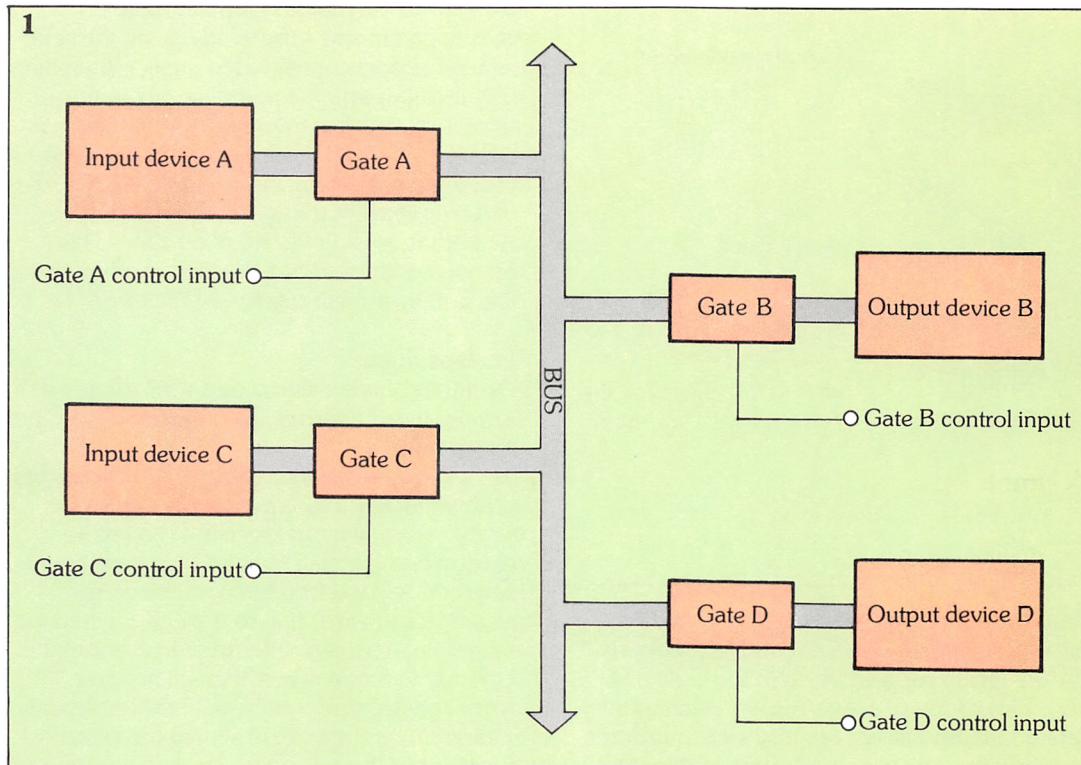 1
Input device A
Gate A
Gate A control input
Gate B
Output device B
BUS
Gate B control input
Input device C
Gate C
Gate C control input
Gate D
Output device D
Gate D control input